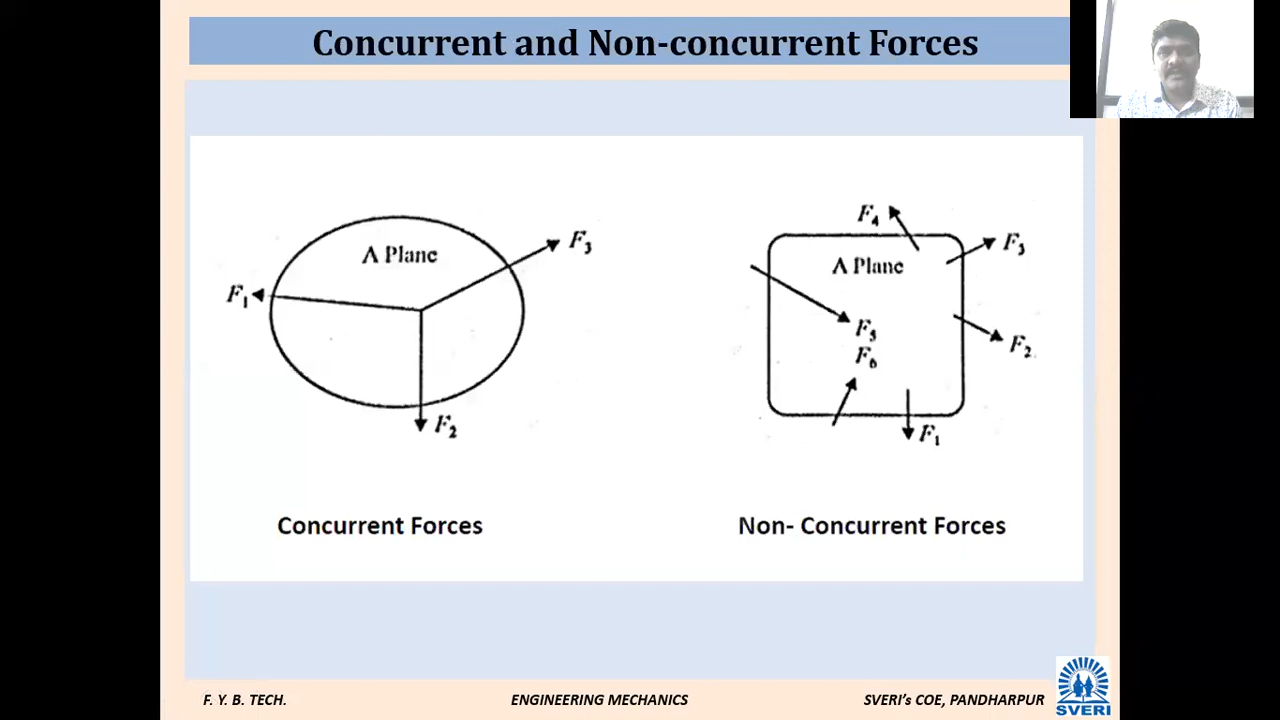 Concurrent and Non-concurrent Forces
A Plane
F3
F1
F2
Concurrent Forces
F4
A Plane
F3
F5
F2
F6
F1
Non- Concurrent Forces
F. Y. B. TECH.
ENGINEERING MECHANICS
SVERI's COE, PANDHARPUR
SVERI